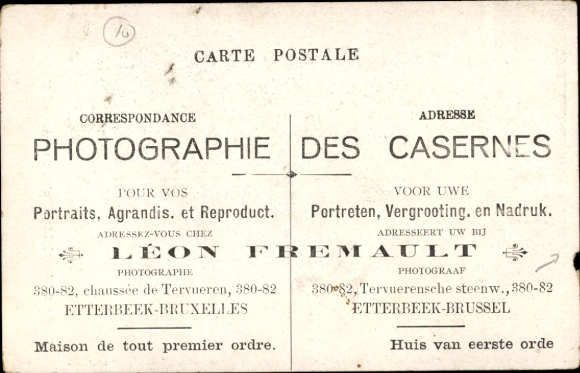 10
CARTE POSTALE
CORRESPONDANCE
ADRESSE
PHOTOGRAPHIE DES CASERNES
POUR VOS
Portraits, Agrandis. et Reproduct.
ADRESSEZ-VOUS CHEZ
VOOR UWE
Portreten, Vergrooting. en Nadruk.
ADRESSEERT UW BIJ
LÉON FREMAULT
PHOTOGRAPHE
380-82, chaussée de Tervueren, 380-82
ETTERBEEK-BRUXELLES
Maison de tout premier ordre.
PHOTOGRAAF
380-82, Tervuerensche steenw., 380-82
ETTERBEEK-BRUSSEL
Huis van eerste orde